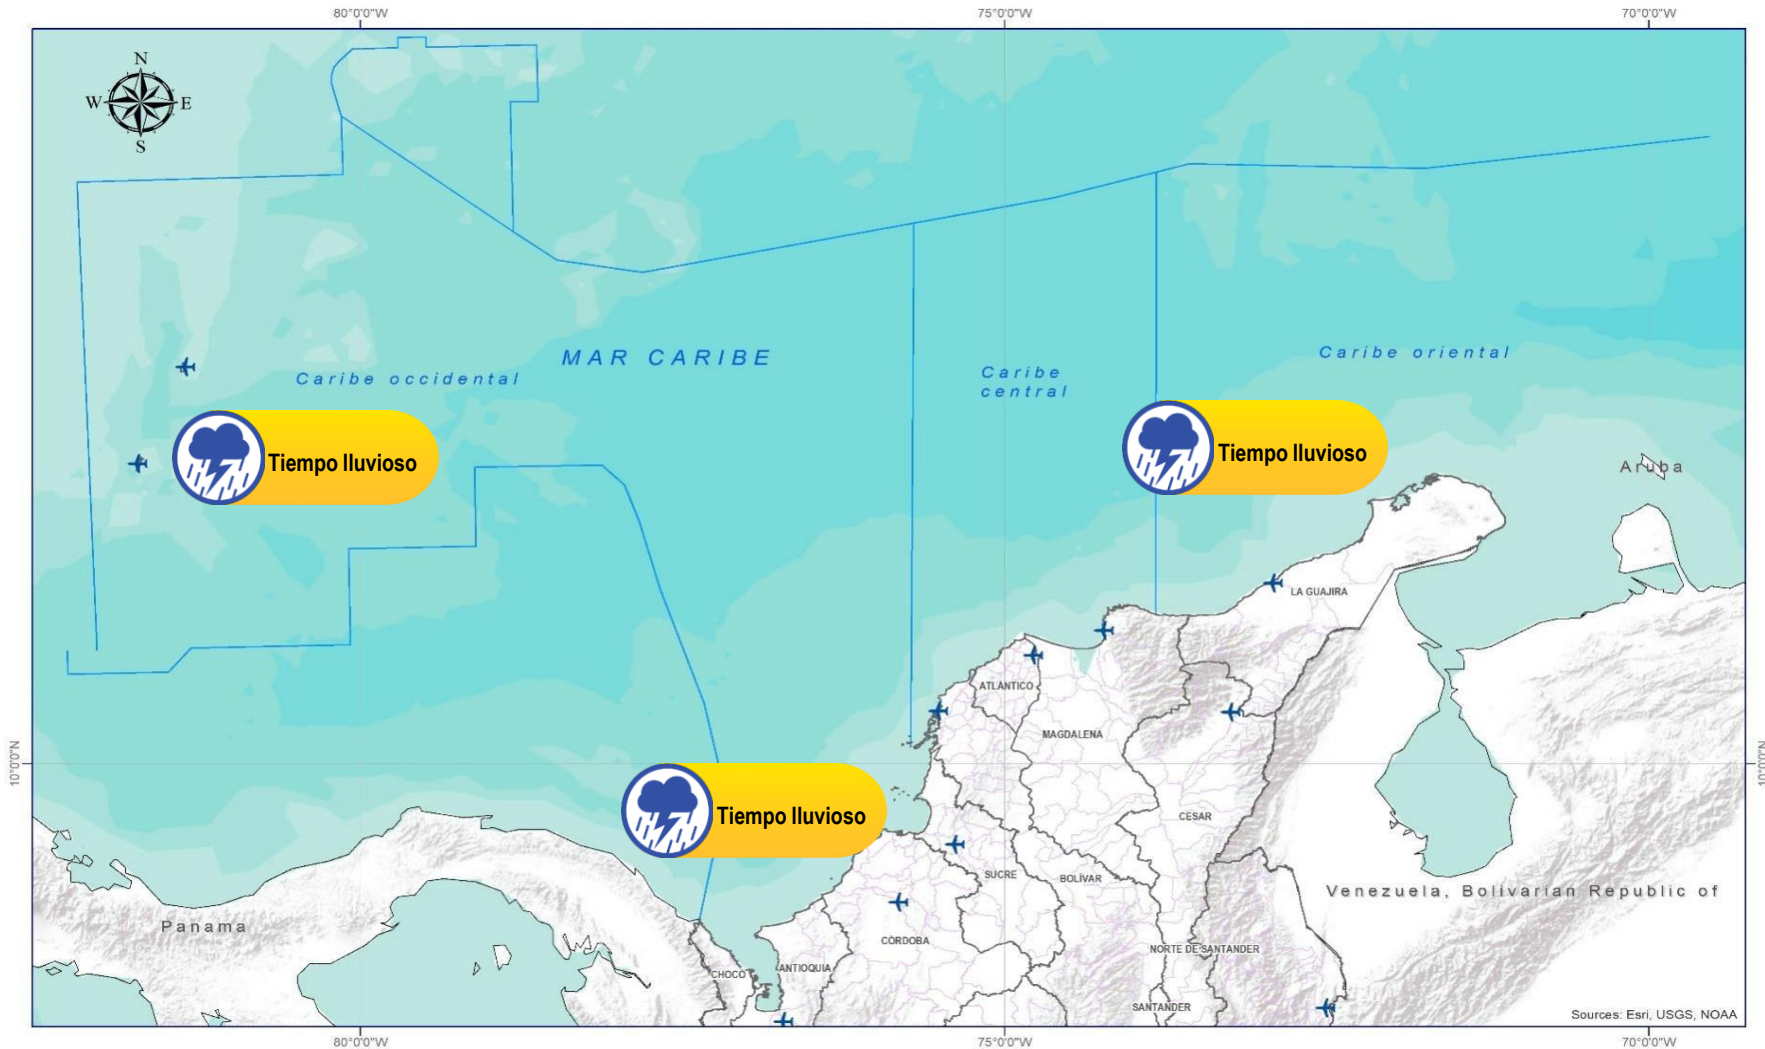 80°0'0"W
75°0'0"W
70°0'0"W
N
W
E
S
MAR CARIBE
Caribe occidental
Caribe
central
Caribe oriental
Tiempo lluvioso
Tiempo lluvioso
Aruba
LA GUAJIRA
ATLÁNTICO
MAGDALENA
10°0'0"N
10°0'0"N
Tiempo lluvioso
CESAR
SUCRE
BOLÍVAR
Venezuela, Bolivarian Republic of
Panama
CÓRDOBA
NORTE DE SANTANDER
CHOCO
ANTIOQUIA
SANTANDER
Sources: Esri, USGS, NOAA
80°0'0"W
75°0'0"W
70°0'0"W